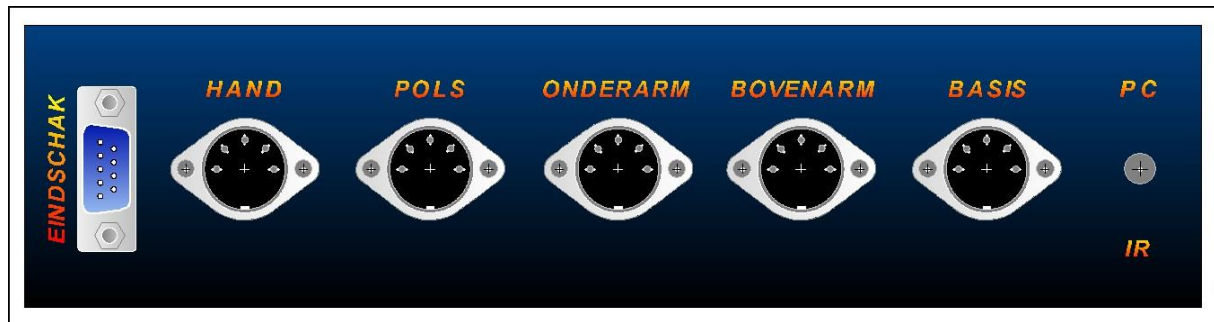 EINDSCHAK
HAND
POLS
ONDERARM
BOVENARM
BASIS
PC
IR